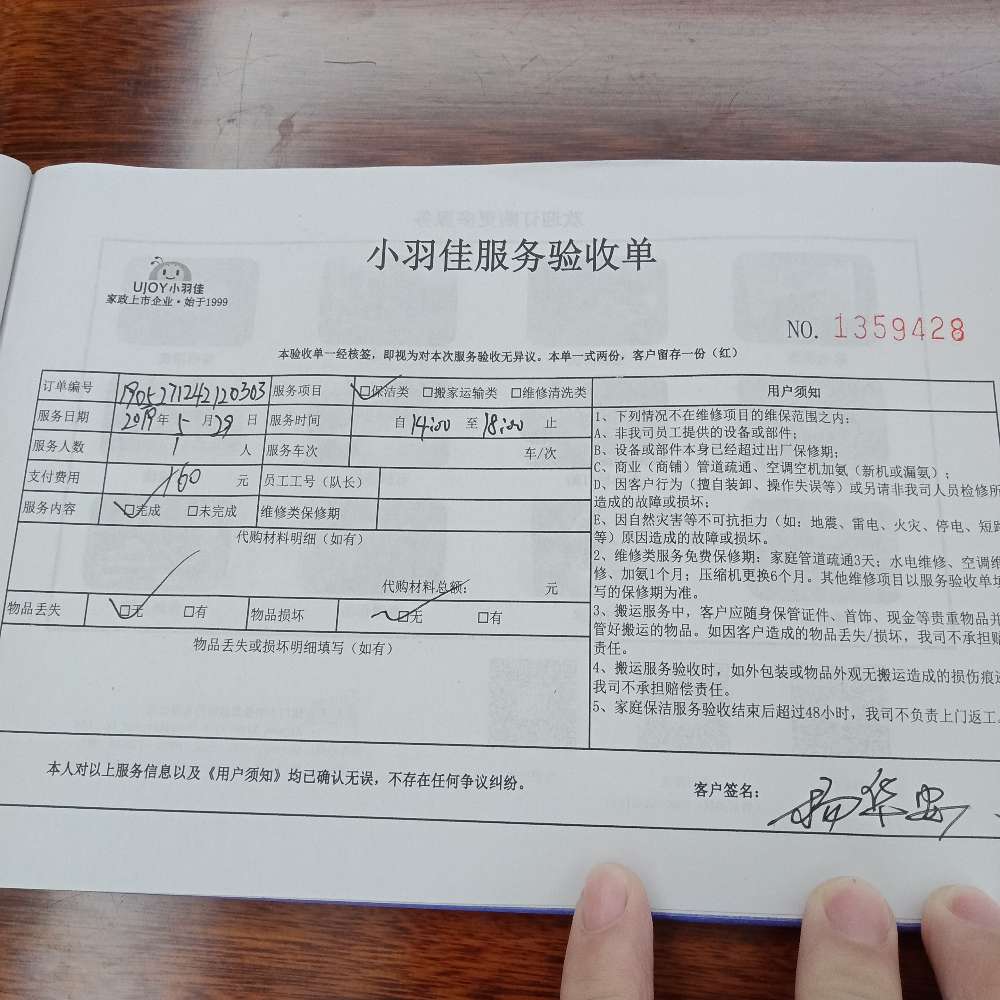 小羽佳服务验收单
UJOY小羽佳
家政上市企业·始于1999
NO. 1359428
本验收单一经核签，即视为对本次服务验收无异议。本单一式两份，客户留存一份（红）
订单编号 1905271242120303 服务项目 □保洁类 □搬家运输类 □维修清洗类
服务日期 2019年 5 月 29 日 服务时间 自 14:00 至 18:00 止
服务人数 1 人 服务车次 车/次
支付费用 160 元 员工工号（队长）
服务内容 □完成 □未完成 维修类保修期
代购材料明细（如有）
代购材料总额： 元
物品丢失 □无 □有 物品损坏 □无 □有
物品丢失或损坏明细填写（如有）
用户须知
1、下列情况不在维修项目的维保范围之内：
A、非我司员工提供的设备或部件；
B、设备或部件本身已经超过出厂保修期；
C、商业（商铺）管道疏通、空调空机加氨（新机或漏氨）；
D、因客户行为（擅自装卸、操作失误等）或另请非我司人员检修所
造成的故障或损坏；
E、因自然灾害等不可抗拒力（如：地震、雷电、火灾、停电、短路
等）原因造成的故障或损坏。
2、维修类服务免费保修期：家庭管道疏通3天；水电维修、空调维
修、加氨1个月；压缩机更换6个月。其他维修项目以服务验收单填
写的保修期为准。
3、搬运服务中，客户应随身保管证件、首饰、现金等贵重物品并
管好搬运的物品。如因客户造成的物品丢失/损坏，我司不承担赔
责任。
4、搬运服务验收时，如外包装或物品外观无搬运造成的损伤痕迹
我司不承担赔偿责任。
5、家庭保洁服务验收结束后超过48小时，我司不负责上门返工。
本人对以上服务信息以及《用户须知》均已确认无误，不存在任何争议纠纷。
客户签名： 杨华忠